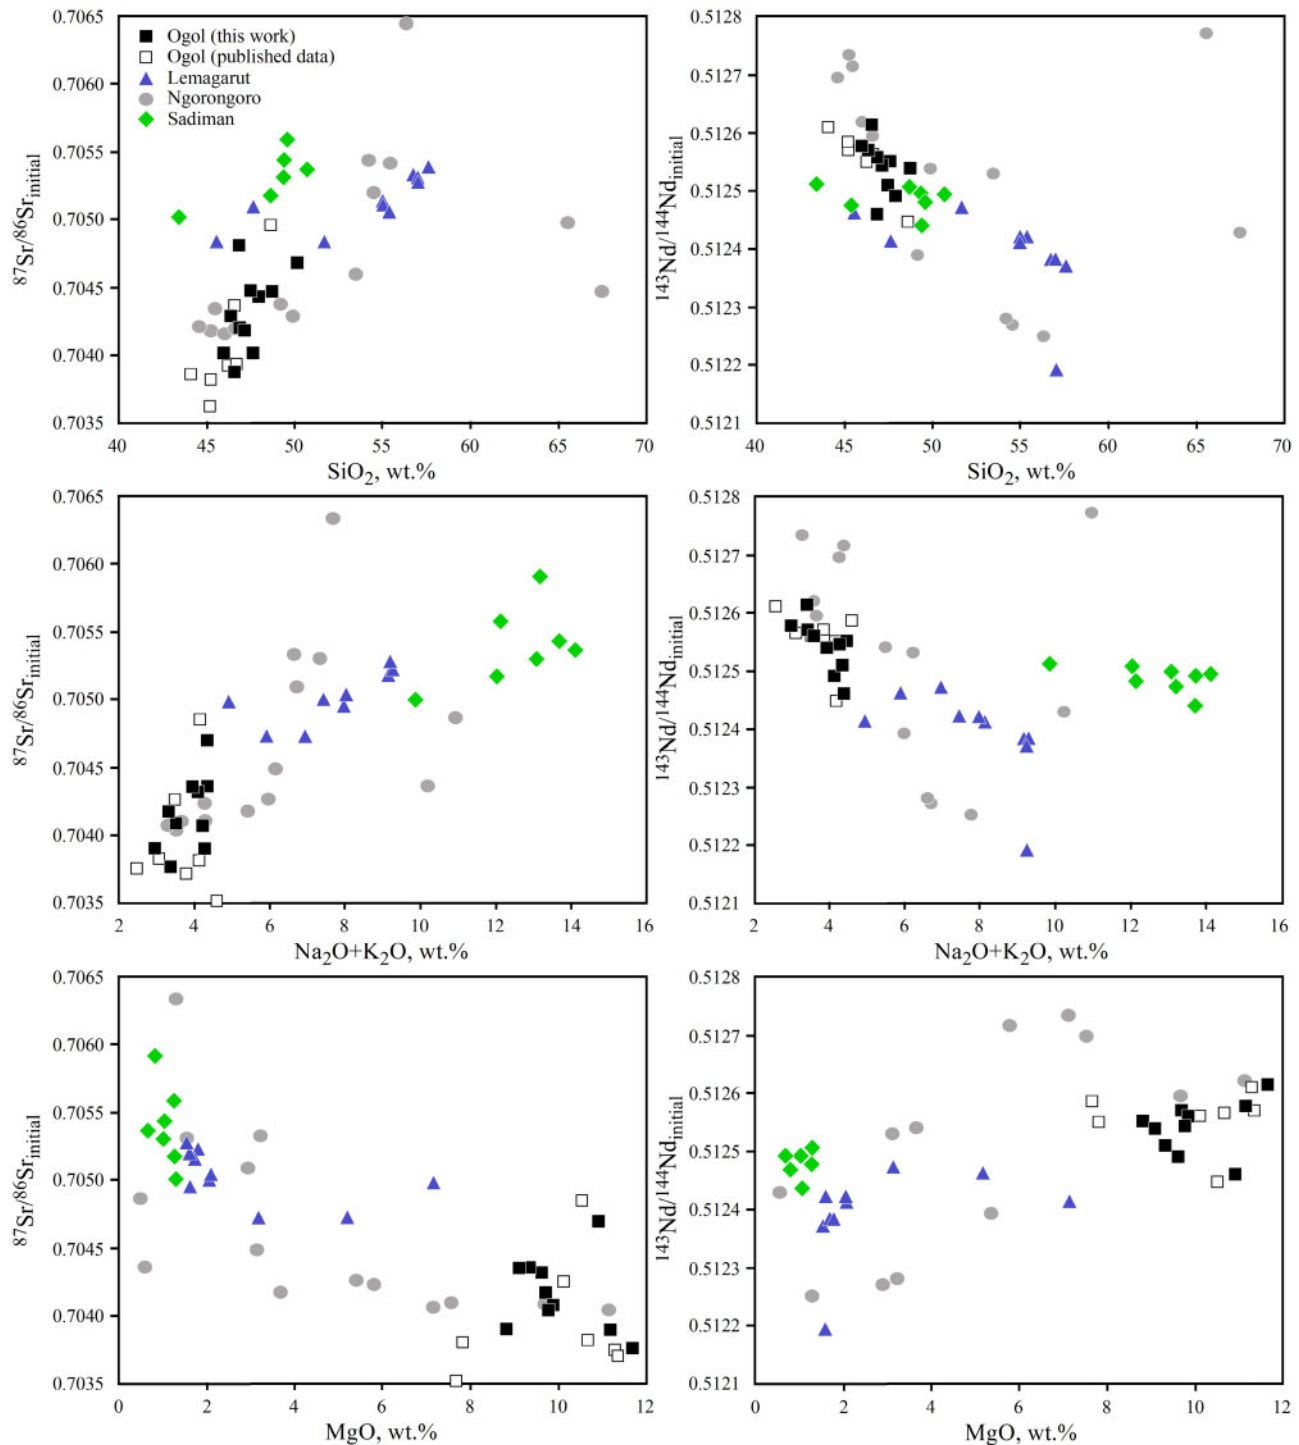 0.7065
0.7060
0.7055
0.7050
0.7045
0.7040
0.7035
⁸⁷Sr/⁸⁶Sr_initial
Ogol (this work)
Ogol (published data)
Lemagarut
Ngorongoro
Sadiman
40 45 50 55 60 65 70
SiO₂, wt.%
0.5128
0.5127
0.5126
0.5125
0.5124
0.5123
0.5122
0.5121
¹⁴³Nd/¹⁴⁴Nd_initial
40 45 50 55 60 65 70
SiO₂, wt.%
0.7065
0.7060
0.7055
0.7050
0.7045
0.7040
0.7035
⁸⁷Sr/⁸⁶Sr_initial
2 4 6 8 10 12 14 16
Na₂O+K₂O, wt.%
0.5128
0.5127
0.5126
0.5125
0.5124
0.5123
0.5122
0.5121
¹⁴³Nd/¹⁴⁴Nd_initial
2 4 6 8 10 12 14 16
Na₂O+K₂O, wt.%
0.7065
0.7060
0.7055
0.7050
0.7045
0.7040
0.7035
⁸⁷Sr/⁸⁶Sr_initial
0 2 4 6 8 10 12
MgO, wt.%
0.5128
0.5127
0.5126
0.5125
0.5124
0.5123
0.5122
0.5121
¹⁴³Nd/¹⁴⁴Nd_initial
0 2 4 6 8 10 12
MgO, wt.%